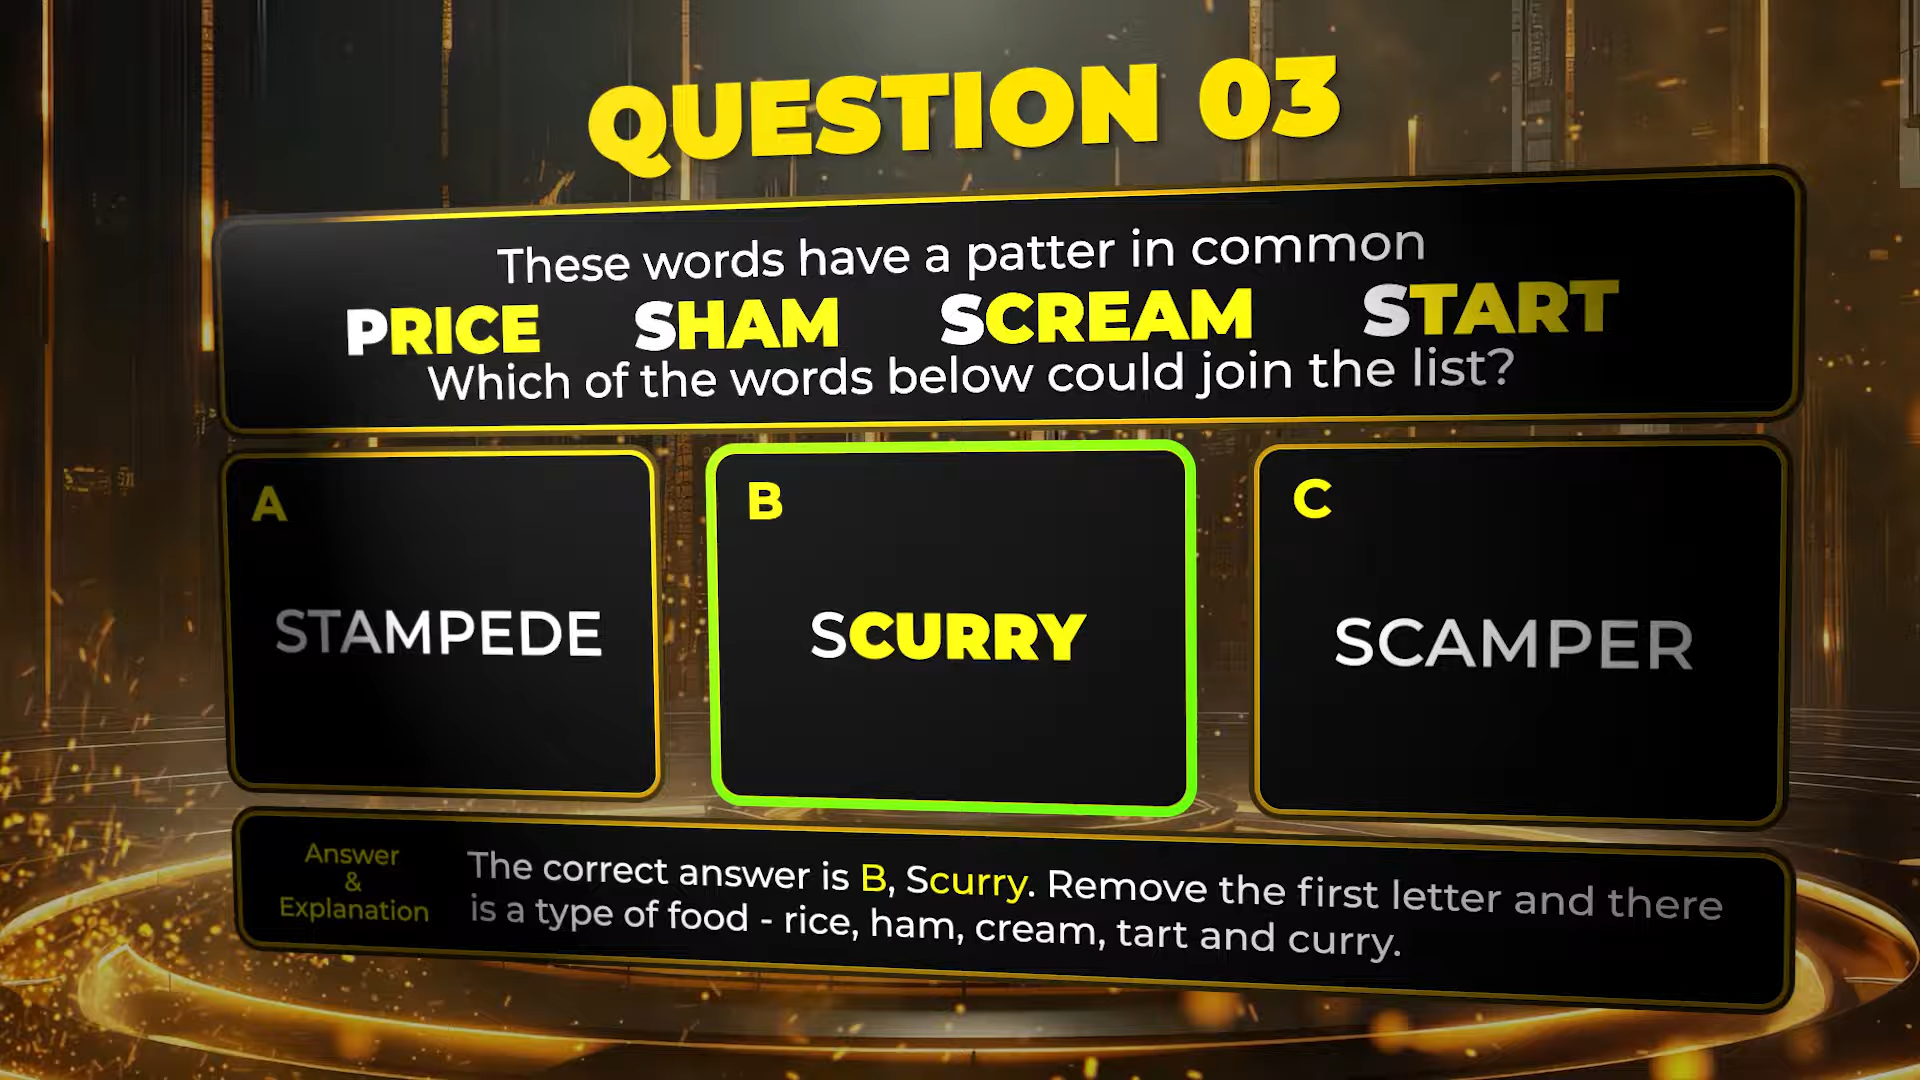 QUESTION 03
These words have a patter in common
PRICE SHAM SCREAM START
Which of the words below could join the list?
A
STAMPEDE
B
SCURRY
C
SCAMPER
Answer
&
Explanation
The correct answer is B, Scurry. Remove the first letter and there
is a type of food - rice, ham, cream, tart and curry.